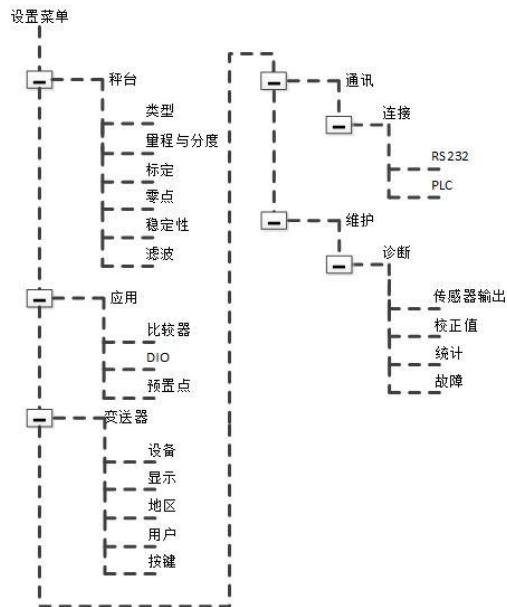 设置菜单
秤台
类型
量程与分度
标定
零点
稳定性
滤波
应用
比较器
DIO
预置点
变送器
设备
显示
地区
用户
按键
通讯
连接
RS232
PLC
维护
诊断
传感器输出
校正值
统计
故障